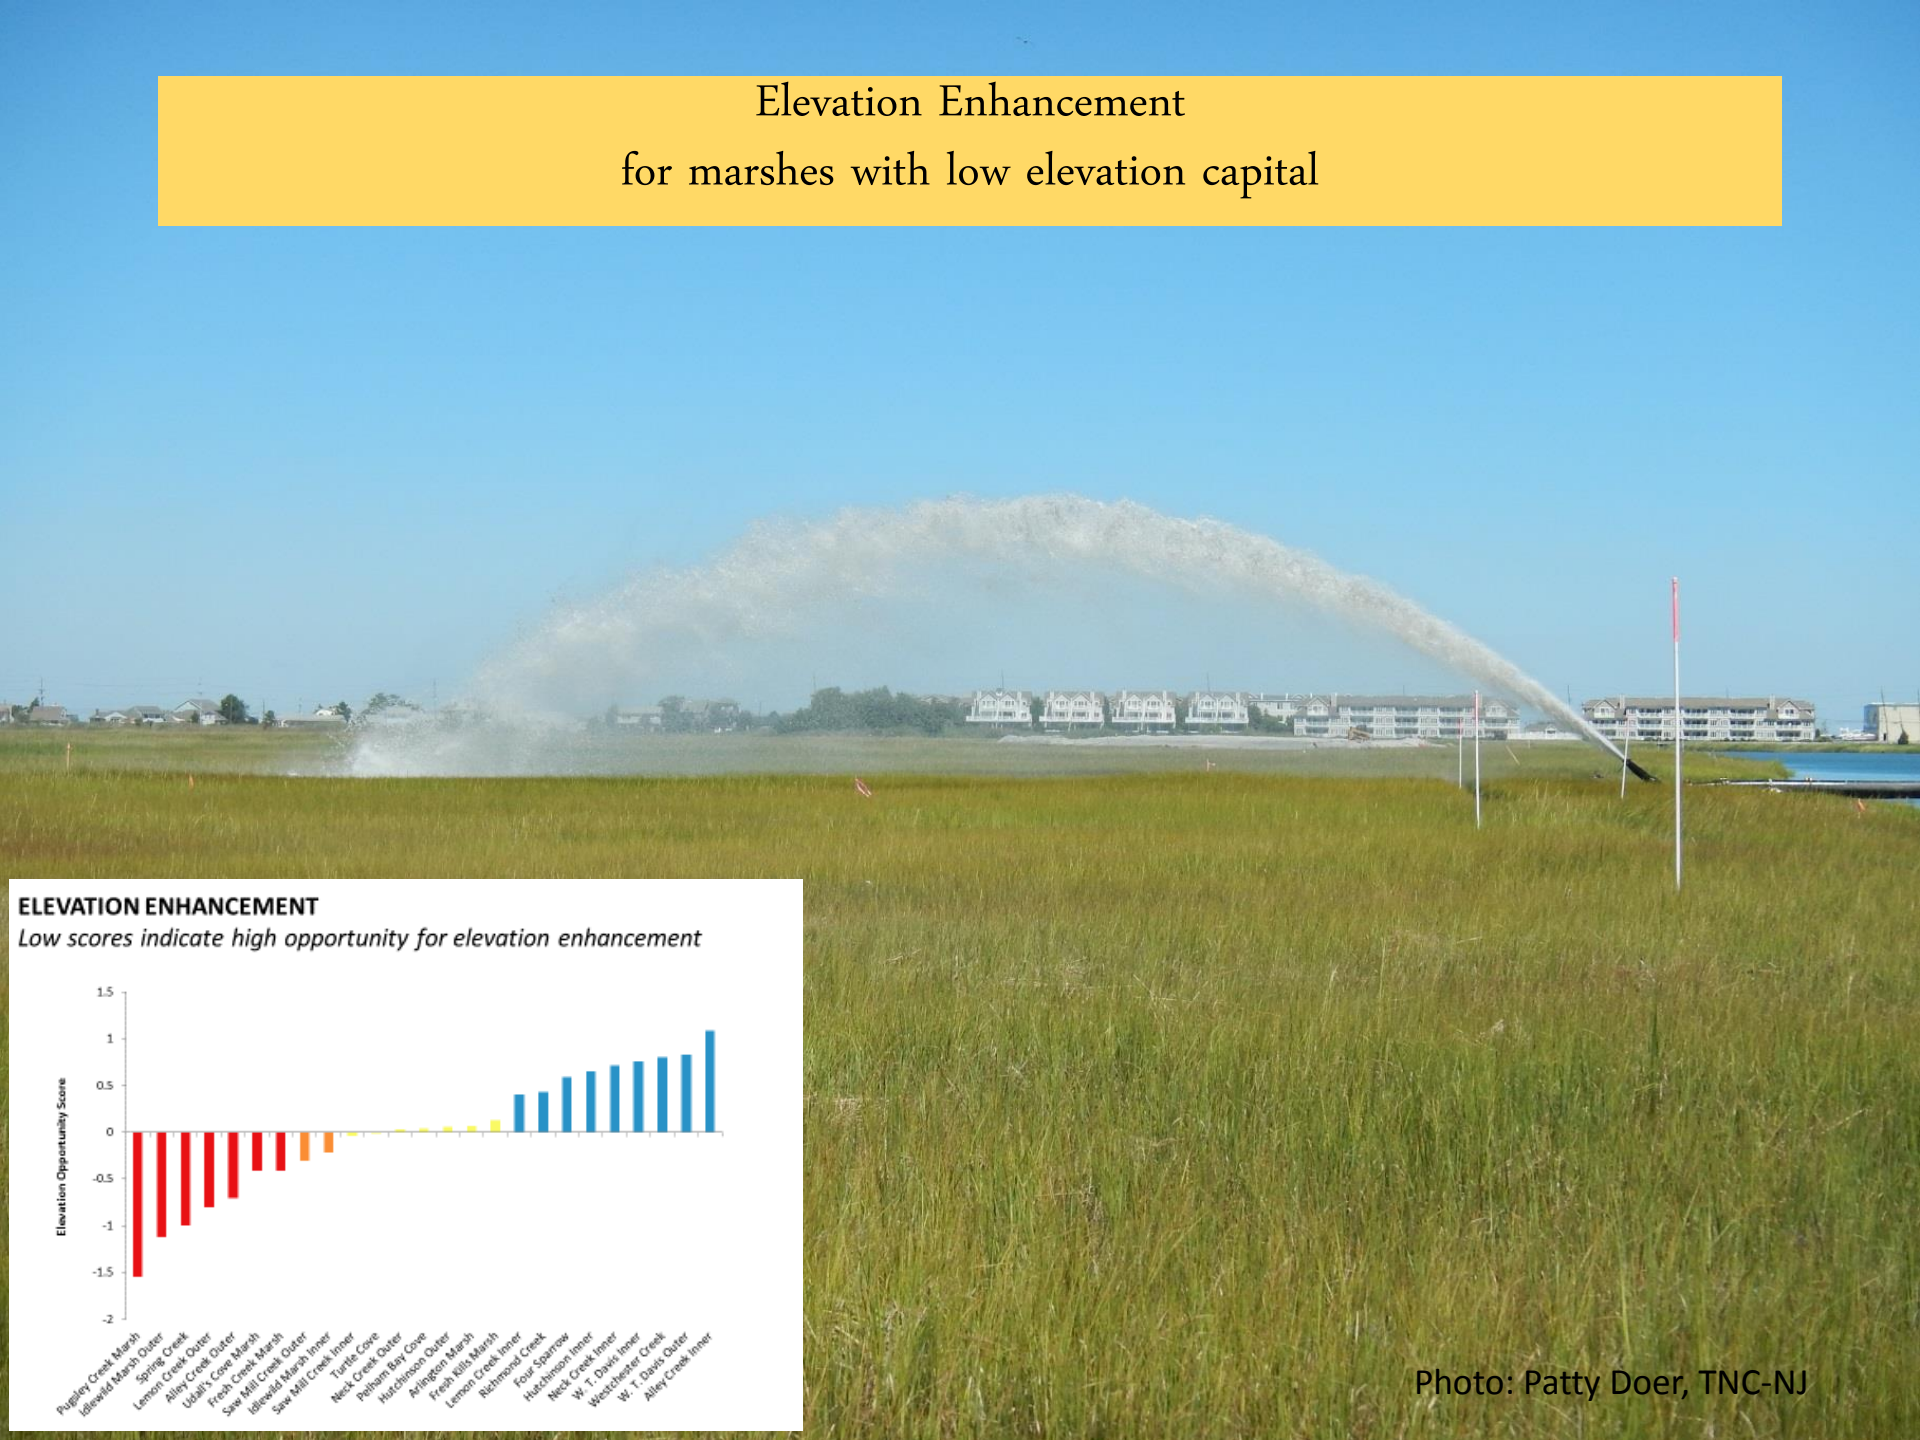 Elevation Enhancement
for marshes with low elevation capital
ELEVATION ENHANCEMENT
Low scores indicate high opportunity for elevation enhancement
1.5
1
0.5
0
-0.5
-1
-1.5
-2
Elevation Opportunity Score
Pugsley Creek Marsh
Idlewild Marsh Outer
Spring Creek
Lemon Creek Outer
Alley Creek Outer
Udall's Cove Marsh
Fresh Creek Marsh
Saw Mill Creek Outer
Idlewild Marsh Inner
Saw Mill Creek Inner
Turtle Cove
Neck Creek Outer
Pelham Bay Cove
Hutchinson Outer
Arlington Marsh
Fresh Kills Marsh
Lemon Creek Inner
Richmond Creek
Four Sparrow
Hutchinson Inner
Neck Creek Inner
W. T. Davis Inner
Westchester Creek
W. T. Davis Outer
Alley Creek Inner
Photo: Patty Doer, TNC-NJ